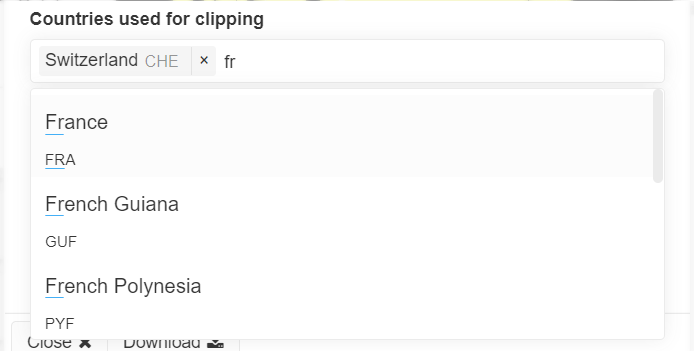 Countries used for clipping
Switzerland CHE × fr
France
FRA
French Guiana
GUF
French Polynesia
PYF
Close Download